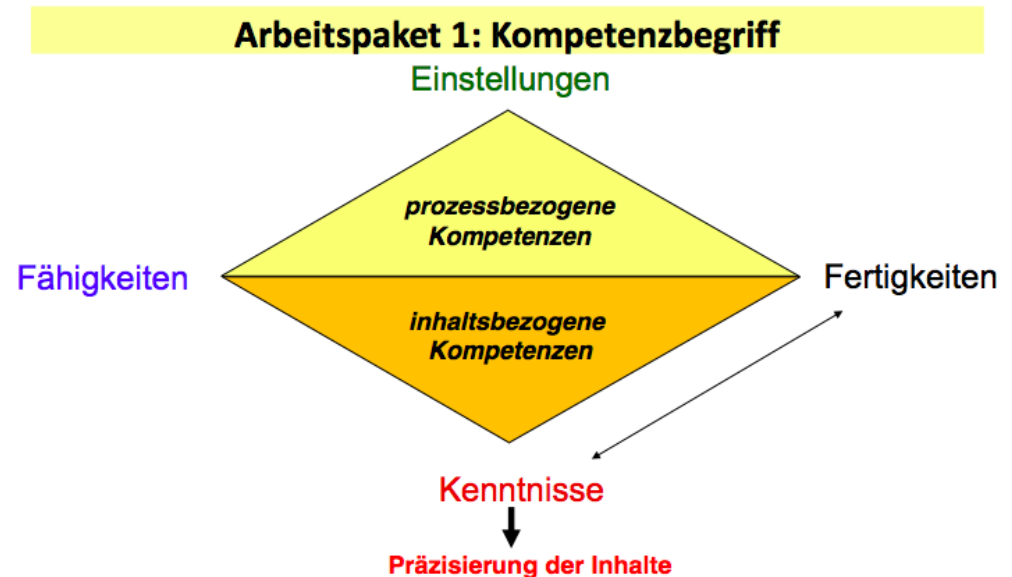 Arbeitspaket 1: Kompetenzbegriff
Einstellungen
prozessbezogene
Kompetenzen
Fähigkeiten
Fertigkeiten
inhaltsbezogene
Kompetenzen
Kenntnisse
Präzisierung der Inhalte